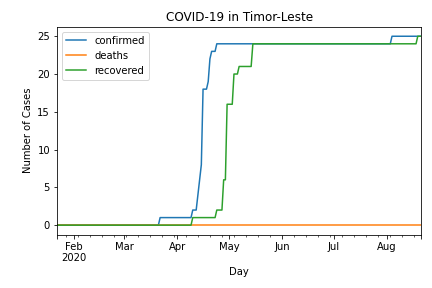 COVID-19 in Timor-Leste
confirmed
deaths
recovered
Number of Cases
25
20
15
10
5
0
Feb
2020
Mar
Apr
May
Jun
Jul
Aug
Day